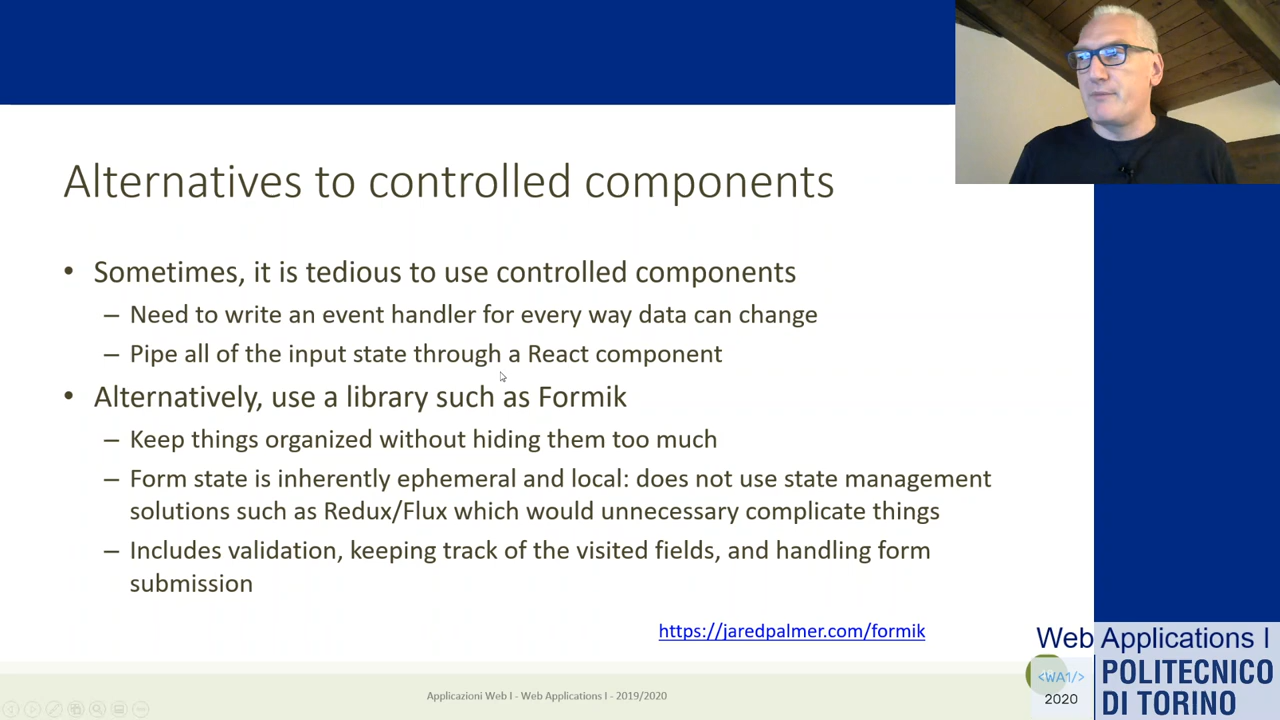 Alternatives to controlled components
• Sometimes, it is tedious to use controlled components
– Need to write an event handler for every way data can change
– Pipe all of the input state through a React component
• Alternatively, use a library such as Formik
– Keep things organized without hiding them too much
– Form state is inherently ephemeral and local: does not use state management
solutions such as Redux/Flux which would unnecessary complicate things
– Includes validation, keeping track of the visited fields, and handling form
submission
https://jaredpalmer.com/formik
Applicazioni Web I - Web Applications I - 2019/2020
Web Applications I
<WA1/>
2020
POLITECNICO
DI TORINO